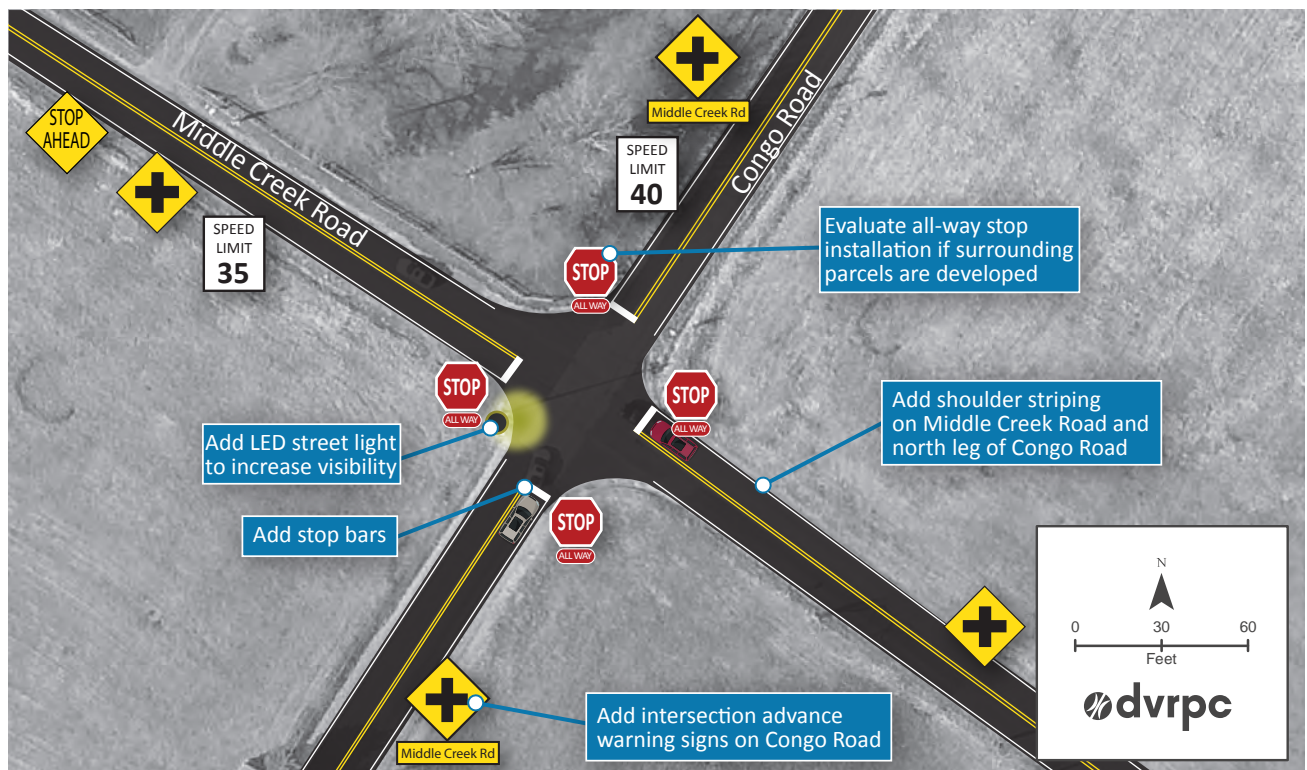 Middle Creek Rd
Congo Road
STOP
AHEAD
Middle Creek Road
SPEED
LIMIT
40
SPEED
LIMIT
35
Evaluate all-way stop
installation if surrounding
parcels are developed
STOP
ALL WAY
STOP
ALL WAY
STOP
ALL WAY
Add shoulder striping
on Middle Creek Road and
north leg of Congo Road
Add LED street light
to increase visibility
Add stop bars
STOP
ALL WAY
N
0 30 60
Feet
dvrpc
Add intersection advance
warning signs on Congo Road
Middle Creek Rd